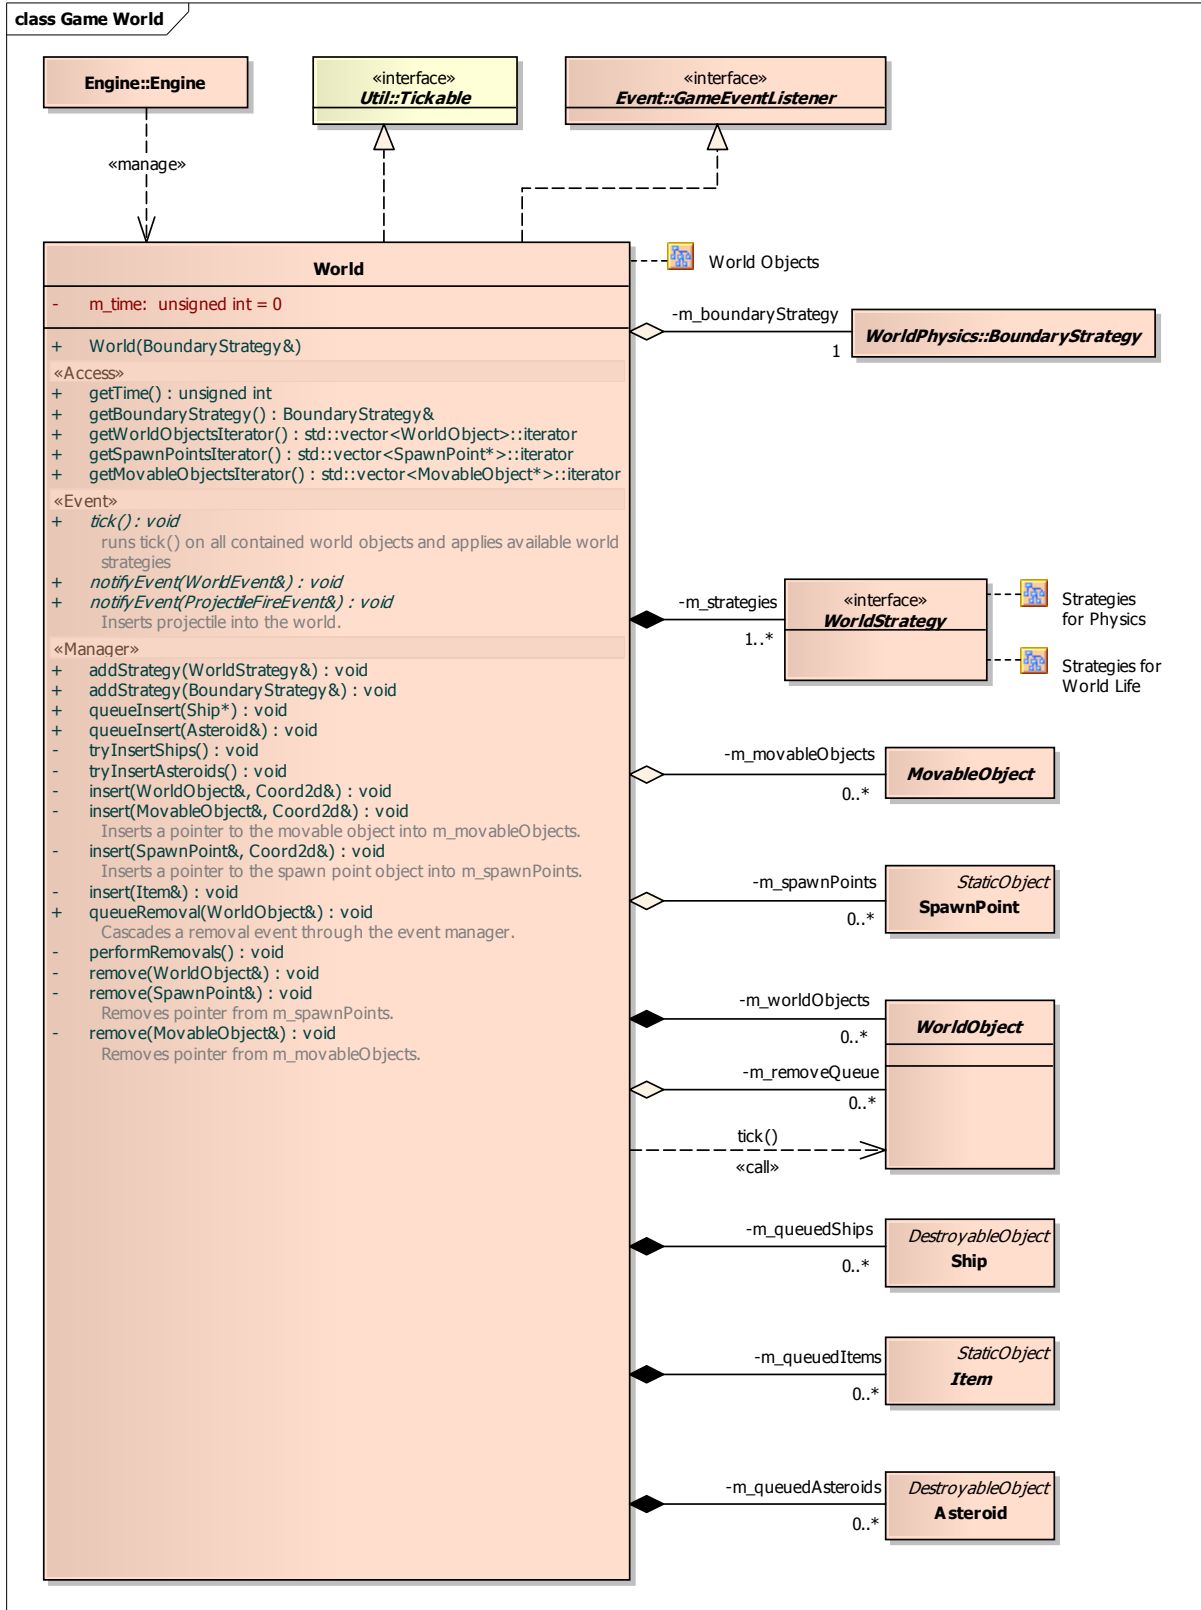 class Game World
Engine::Engine
«interface»
Util::Tickable
«interface»
Event::GameEventListener
«manage»
World
- m_time: unsigned int = 0
+ World(BoundaryStrategy&)
«Access»
+ getTime() : unsigned int
+ getBoundaryStrategy() : BoundaryStrategy&
+ getWorldObjectsIterator() : std::vector<WorldObject>::iterator
+ getSpawnPointsIterator() : std::vector<SpawnPoint*>::iterator
+ getMovableObjectsIterator() : std::vector<MovableObject*>::iterator
«Event»
+ tick() : void
runs tick() on all contained world objects and applies available world
strategies
+ notifyEvent(WorldEvent&) : void
+ notifyEvent(ProjectileFireEvent&) : void
Inserts projectile into the world.
«Manager»
+ addStrategy(WorldStrategy&) : void
+ addStrategy(BoundaryStrategy&) : void
+ queueInsert(Ship*) : void
+ queueInsert(Asteroid&) : void
- tryInsertShips() : void
- tryInsertAsteroids() : void
- insert(WorldObject&, Coord2d&) : void
- insert(MovableObject&, Coord2d&) : void
Inserts a pointer to the movable object into m_movableObjects.
- insert(SpawnPoint&, Coord2d&) : void
Inserts a pointer to the spawn point object into m_spawnPoints.
- insert(Item&) : void
+ queueRemoval(WorldObject&) : void
Cascades a removal event through the event manager.
- performRemovals() : void
- remove(WorldObject&) : void
- remove(SpawnPoint&) : void
Removes pointer from m_spawnPoints.
- remove(MovableObject&) : void
Removes pointer from m_movableObjects.
World Objects
-m_boundaryStrategy
1
WorldPhysics::BoundaryStrategy
-m_strategies
1..*
«interface»
WorldStrategy
Strategies
for Physics
Strategies for
World Life
-m_movableObjects
0..*
MovableObject
-m_spawnPoints
0..*
StaticObject
SpawnPoint
-m_worldObjects
0..*
WorldObject
-m_removeQueue
0..*
tick()
«call»
-m_queuedShips
0..*
DestroyableObject
Ship
-m_queuedItems
0..*
StaticObject
Item
-m_queuedAsteroids
0..*
DestroyableObject
Asteroid